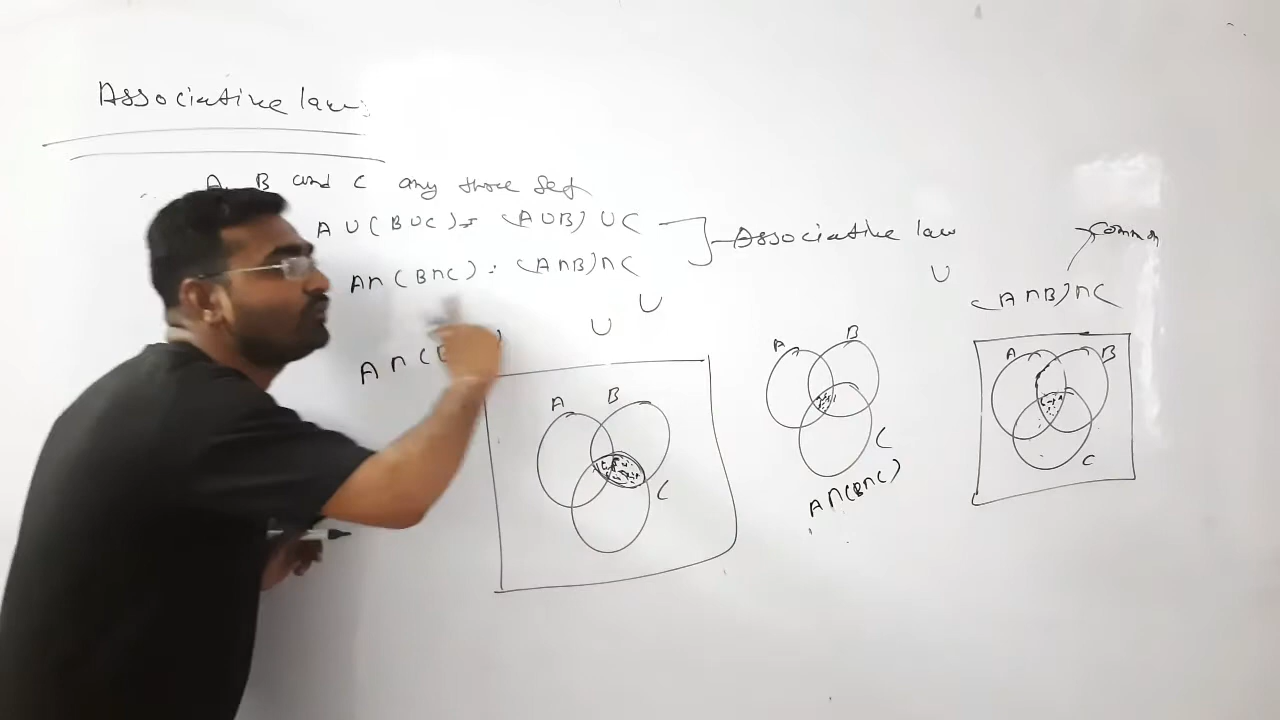 Associative law:
A, B and C any three set
A ∪ ( B ∪ C ) = (A ∪ B) ∪ C
Associative law
A ∩ ( B ∩ C ) = (A ∩ B) ∩ C
Common
∪
(A ∩ B) ∩ C
∪
∪
A ∩ (B
A B
C
A B
C
A ∩ (B ∩ C)
A B
C